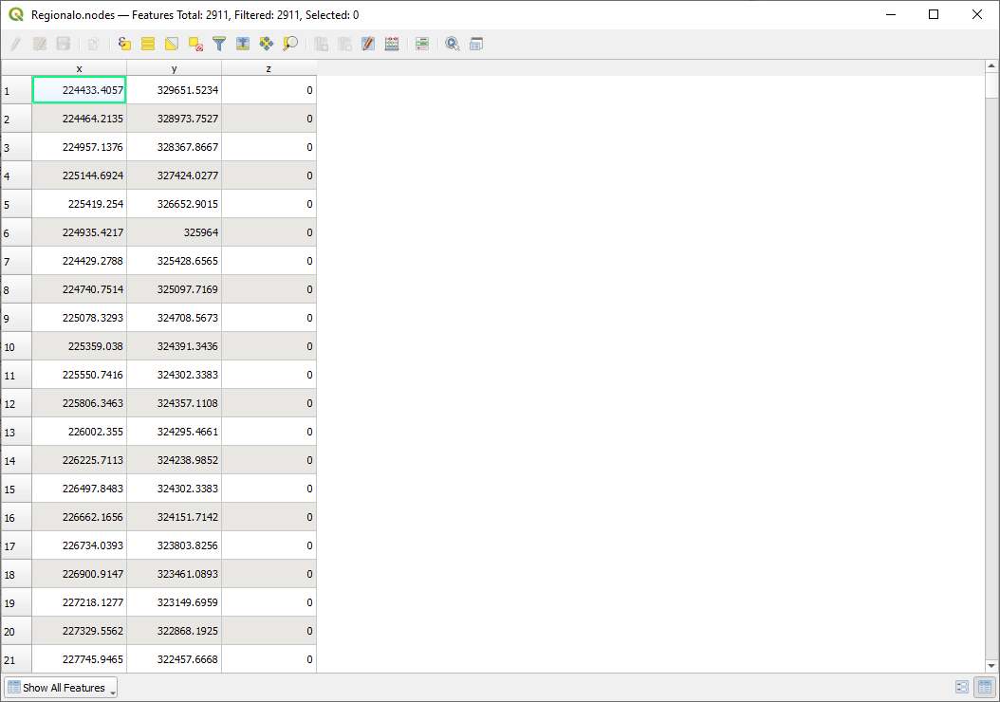 Regionalo.nodes — Features Total: 2911, Filtered: 2911, Selected: 0
x y z
1 224433.4057 329651.5234 0
2 224464.2135 328973.7527 0
3 224957.1376 328367.8667 0
4 225144.6924 327424.0277 0
5 225419.254 326652.9015 0
6 224935.4217 325964 0
7 224429.2788 325428.6565 0
8 224740.7514 325097.7169 0
9 225078.3293 324708.5673 0
10 225359.038 324391.3436 0
11 225550.7416 324302.3383 0
12 225806.3463 324357.1108 0
13 226002.355 324295.4661 0
14 226225.7113 324238.9852 0
15 226497.8483 324302.3383 0
16 226662.1656 324151.7142 0
17 226734.0393 323803.8256 0
18 226900.9147 323461.0893 0
19 227218.1277 323149.6959 0
20 227329.5562 322868.1925 0
21 227745.9465 322457.6668 0
Show All Features